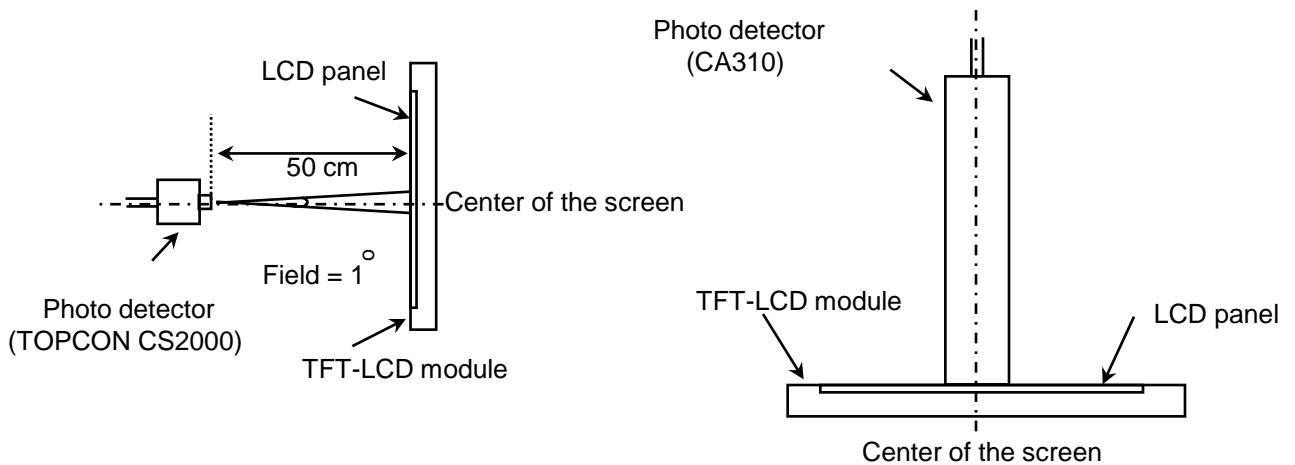 LCD panel
50 cm
Center of the screen
Field = 1°
Photo detector
(TOPCON CS2000)
TFT-LCD module
Photo detector
(CA310)
TFT-LCD module
LCD panel
Center of the screen